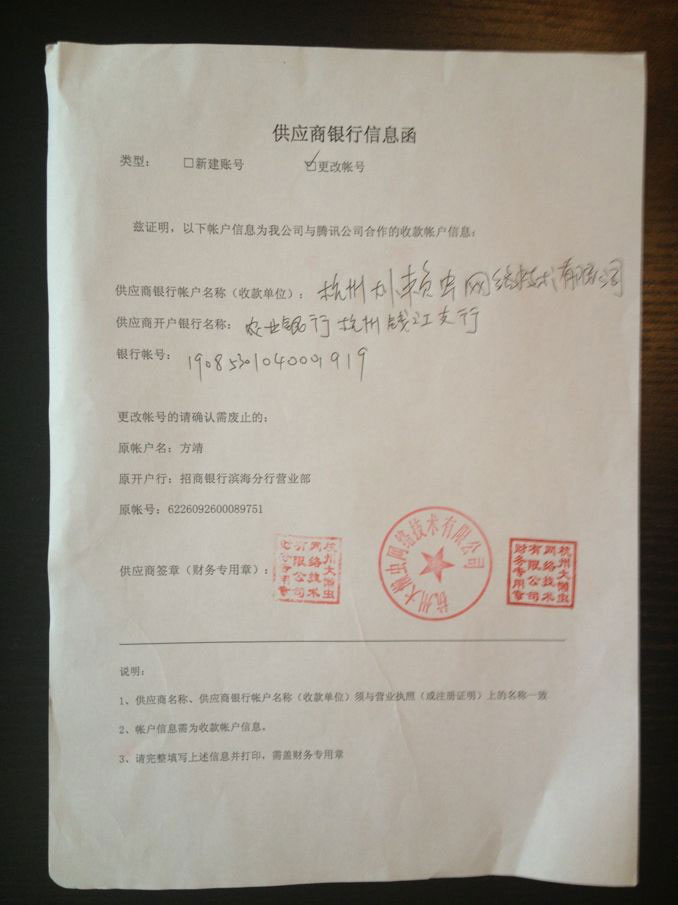 供应商银行信息函
类型： □新建账号 ☑更改帐号
兹证明，以下帐户信息为我公司与腾讯公司合作的收款帐户信息：
供应商银行帐户名称（收款单位）： 杭州大懒虫网络技术有限公司
供应商开户银行名称： 农业银行杭州钱江支行
银行帐号： 19085301040001919
更改帐号的请确认需废止的：
原帐户名：方靖
原开户行：招商银行滨海分行营业部
原帐号：6226092600089751
供应商签章（财务专用章）：
杭州大懒虫网络技术有限公司财务专用章
杭州大懒虫网络技术有限公司
杭州大懒虫网络技术有限公司财务专用章
说明：
1、供应商名称、供应商银行帐户名称（收款单位）须与营业执照（或注册证明）上的名称一致
2、帐户信息需为收款帐户信息。
3、请完整填写上述信息并打印，需盖财务专用章